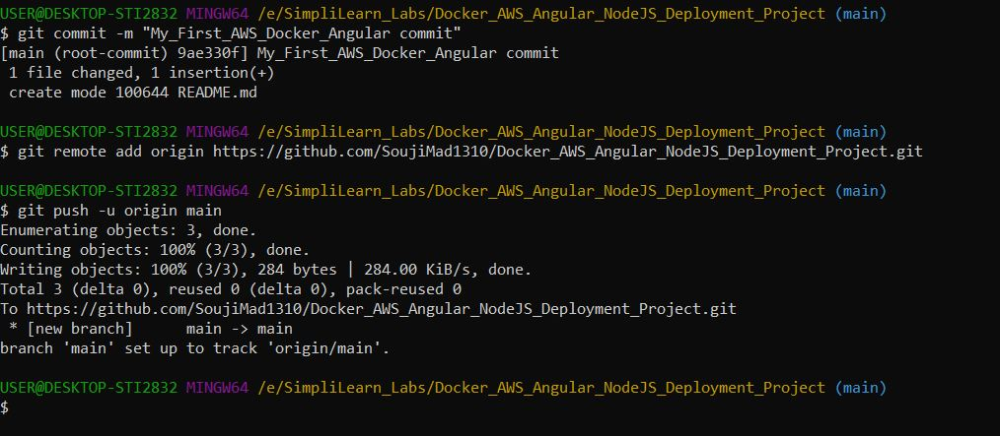 USER@DESKTOP-STI2832 MINGW64 /e/SimpliLearn_Labs/Docker_AWS_Angular_NodeJS_Deployment_Project (main)
$ git commit -m "My_First_AWS_Docker_Angular commit"
[main (root-commit) 9ae330f] My_First_AWS_Docker_Angular commit
 1 file changed, 1 insertion(+)
 create mode 100644 README.md

USER@DESKTOP-STI2832 MINGW64 /e/SimpliLearn_Labs/Docker_AWS_Angular_NodeJS_Deployment_Project (main)
$ git remote add origin https://github.com/SoujiMad1310/Docker_AWS_Angular_NodeJS_Deployment_Project.git

USER@DESKTOP-STI2832 MINGW64 /e/SimpliLearn_Labs/Docker_AWS_Angular_NodeJS_Deployment_Project (main)
$ git push -u origin main
Enumerating objects: 3, done.
Counting objects: 100% (3/3), done.
Writing objects: 100% (3/3), 284 bytes | 284.00 KiB/s, done.
Total 3 (delta 0), reused 0 (delta 0), pack-reused 0
To https://github.com/SoujiMad1310/Docker_AWS_Angular_NodeJS_Deployment_Project.git
 * [new branch]      main -> main
branch 'main' set up to track 'origin/main'.

USER@DESKTOP-STI2832 MINGW64 /e/SimpliLearn_Labs/Docker_AWS_Angular_NodeJS_Deployment_Project (main)
$